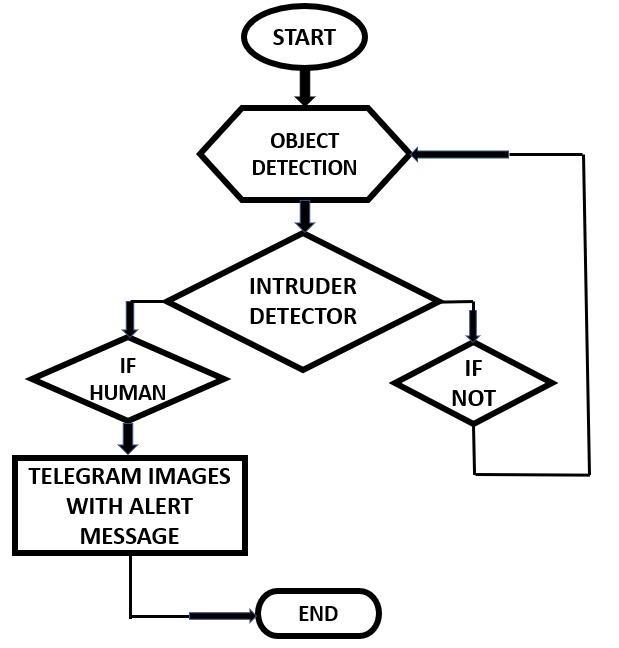 START
OBJECT
DETECTION
INTRUDER
DETECTOR
IF
HUMAN
IF
NOT
TELEGRAM IMAGES
WITH ALERT
MESSAGE
END